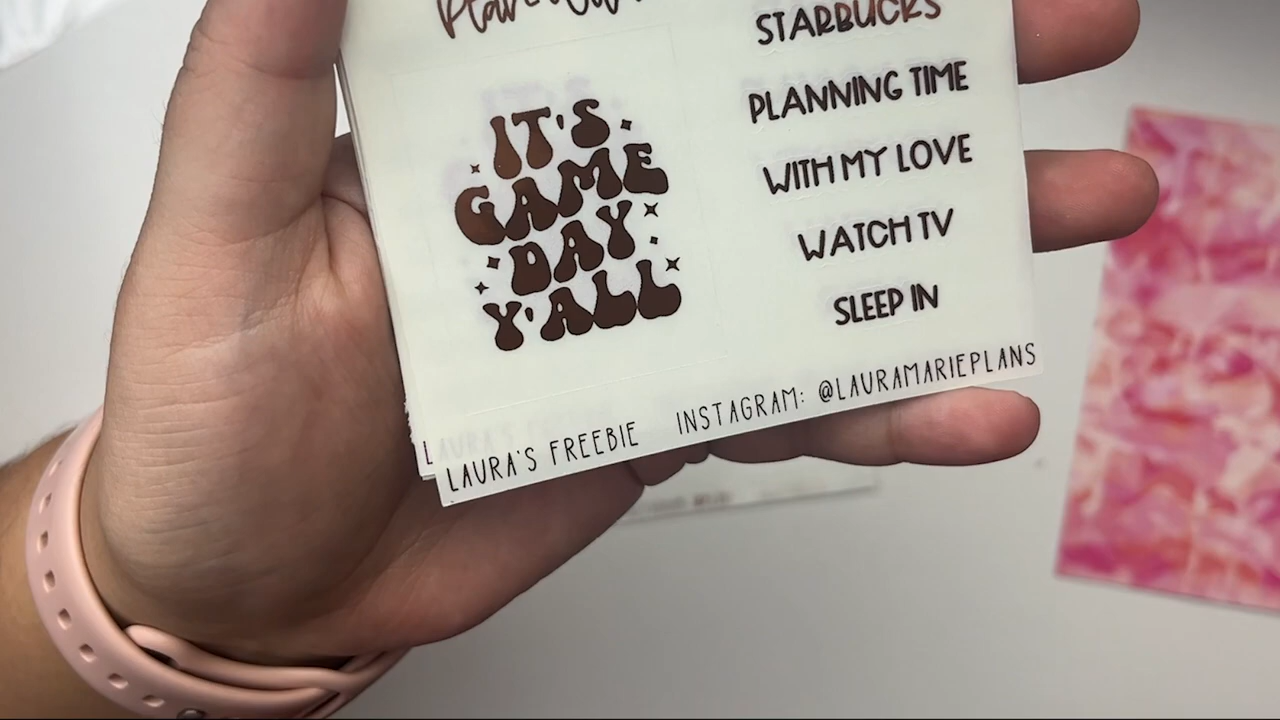 STARBUCKS
IT'S
GAME
DAY
Y'ALL
PLANNING TIME
WITH MY LOVE
WATCH TV
SLEEP IN
LAURA'S FREEBIE INSTAGRAM: @LAURAMARIEPLANS